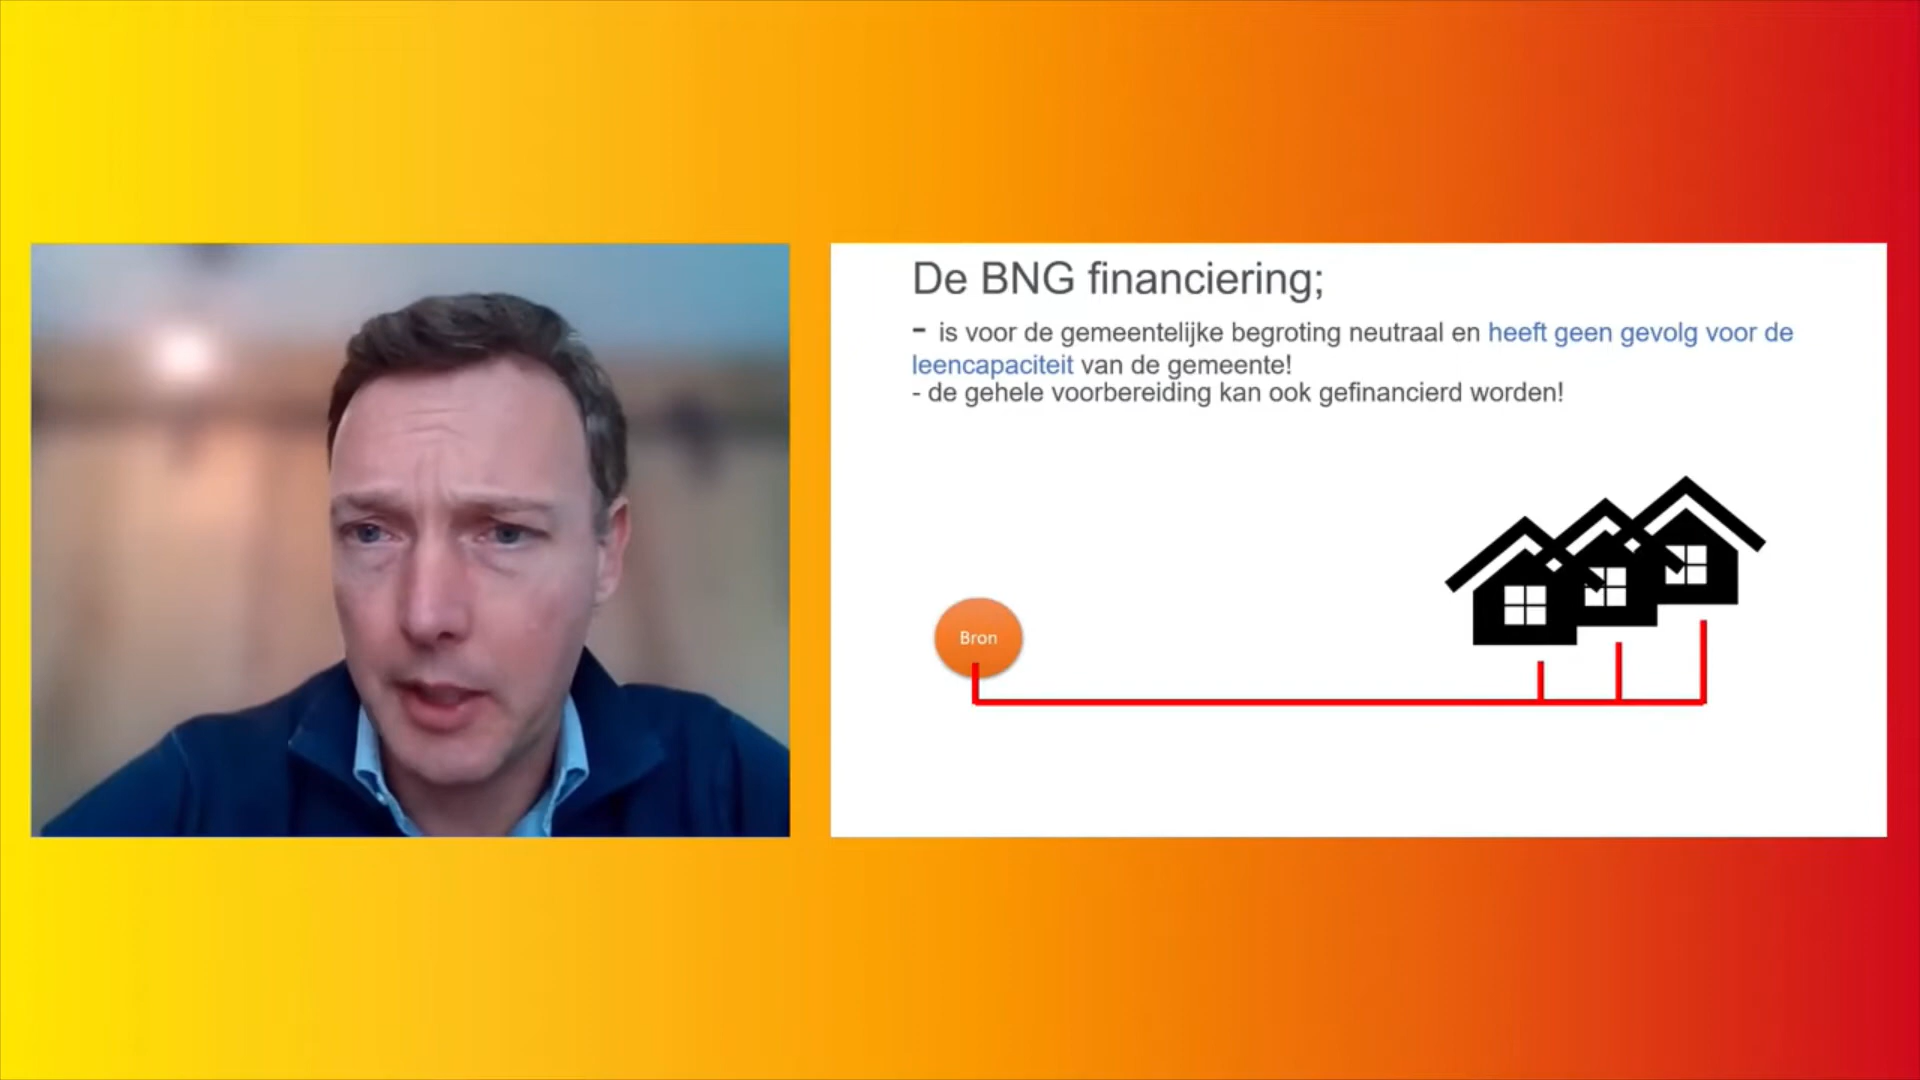 De BNG financiering;
- is voor de gemeentelijke begroting neutraal en heeft geen gevolg voor de
leencapaciteit van de gemeente!
- de gehele voorbereiding kan ook gefinancierd worden!
Bron